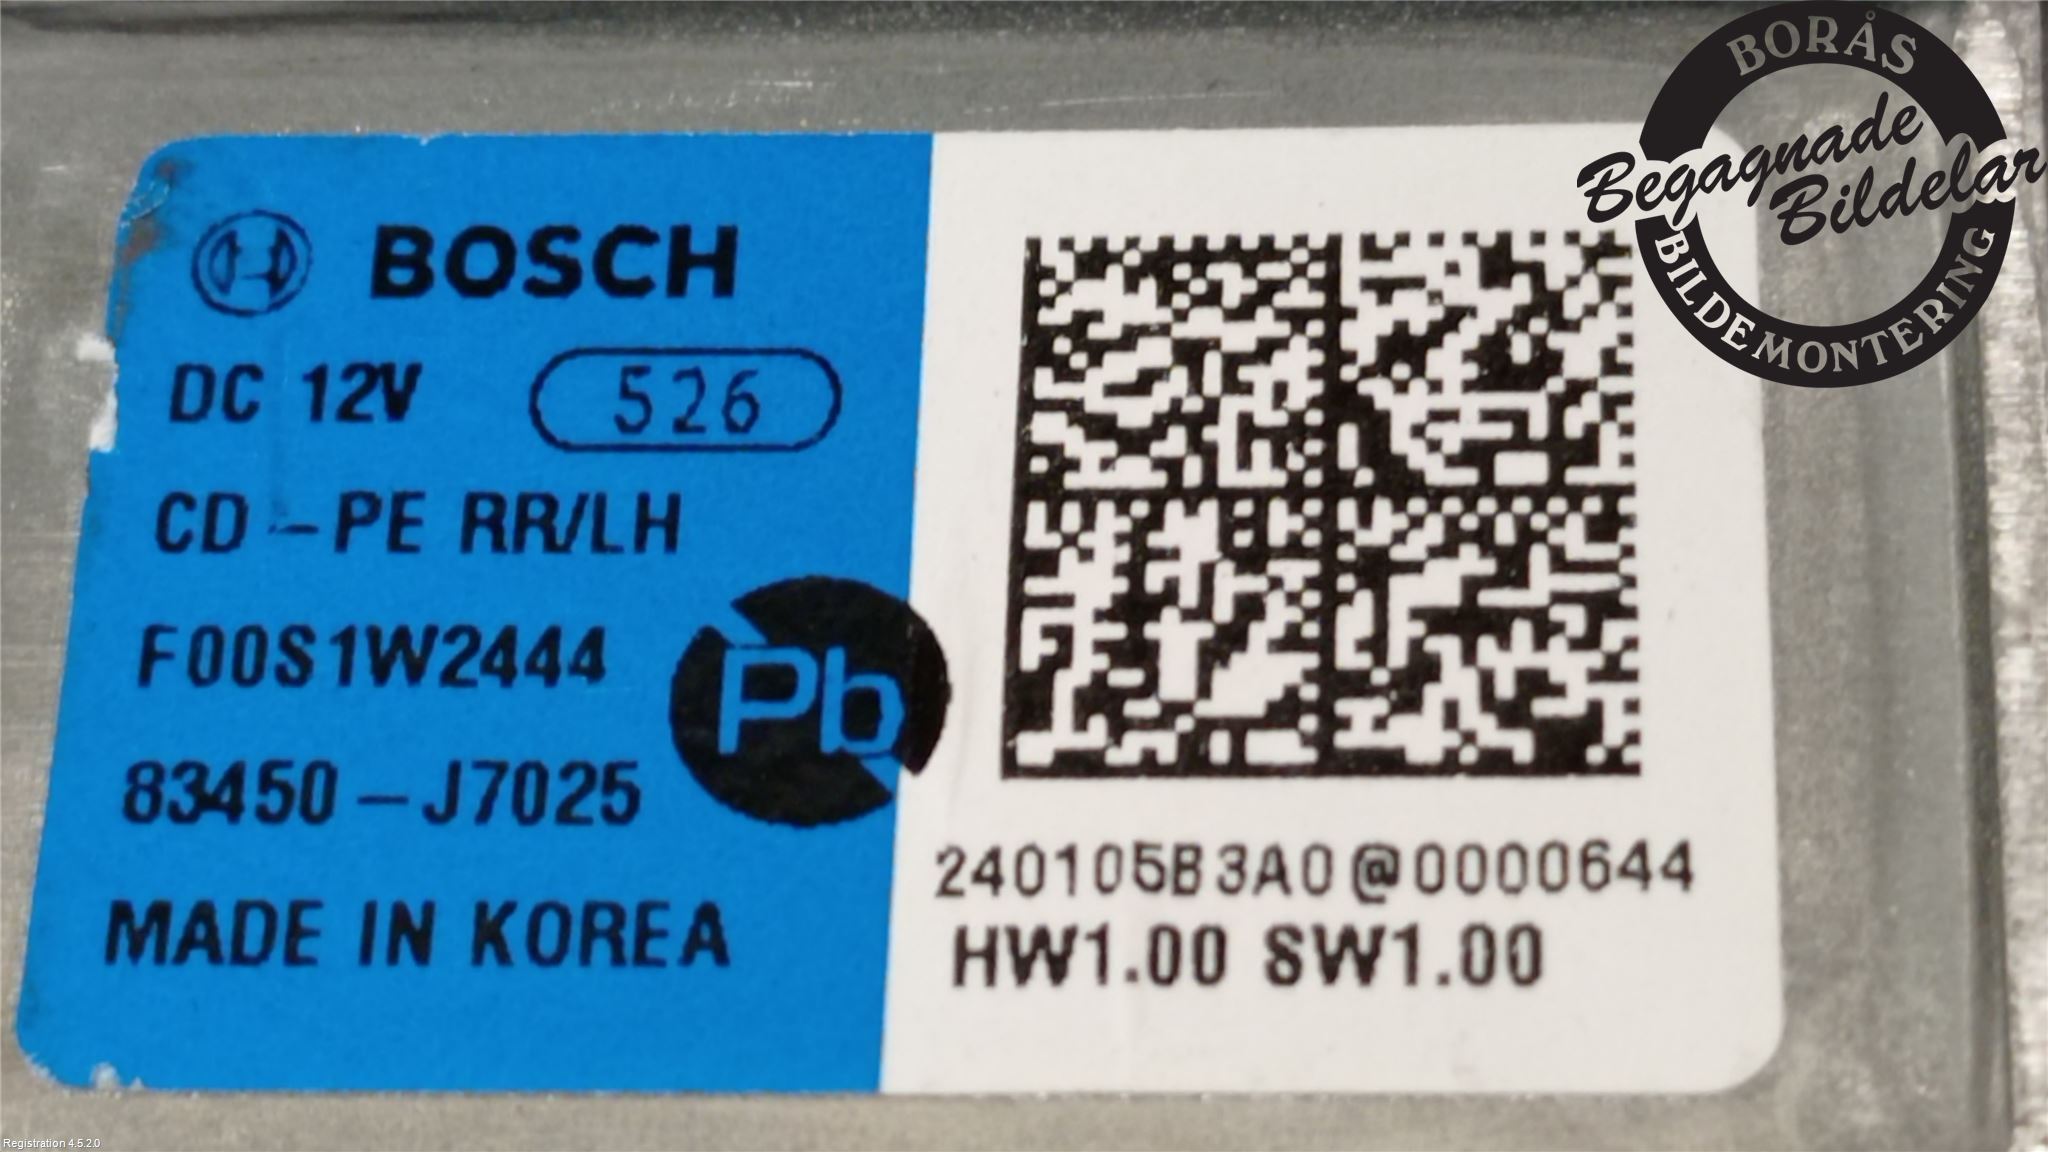 BOSCH
DC 12V 526
CD-PE RR/LH
F00S1W2444
83450-J7025
MADE IN KOREA
Pb
240105B3A0@0000644
HW1.00 SW1.00
BORÅS
Begagnade
Bildelar
BILDEMONTERING
Registration 4.5.2.0